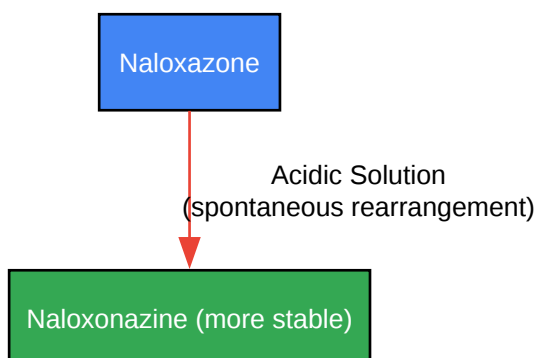 Naloxazone
Acidic Solution
(spontaneous rearrangement)
Naloxonazine (more stable)